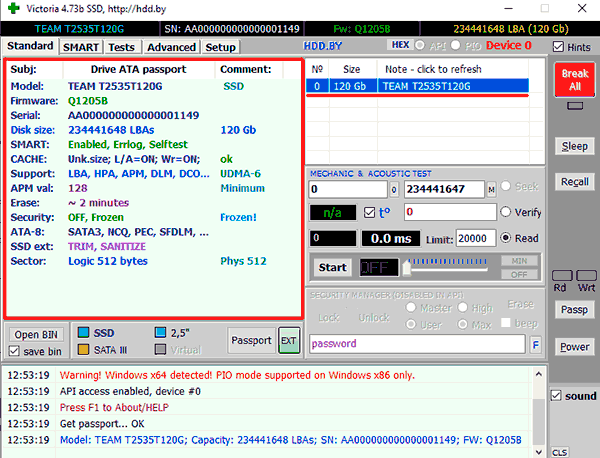 Victoria 4.73b SSD, http://hdd.by
TEAM T2535T120G SN: AA000000000000001149 Fw: Q1205B 234441648 LBA (120 Gb)
Standard SMART Tests Advanced Setup HDD.BY HEX API PIO Device 0 Hints
Subj: Drive ATA passport Comment:
Model: TEAM T2535T120G SSD
Firmware: Q1205B
Serial: AA000000000000001149
Disk size: 234441648 LBAs 120 Gb
SMART: Enabled, Errlog, Selftest
CACHE: Unk.size; L/A=ON; Wr=ON; ok
Support: LBA, HPA, APM, DLM, DCO... UDMA-6
APM val: 128 Minimum
Erase: ~ 2 minutes
Security: OFF, Frozen Frozen!
ATA-8: SATA3, NCQ, PEC, SFDLM, ...
SSD ext: TRIM, SANITIZE
Sector: Logic 512 bytes Phys 512
Nº Size Note - click to refresh
0 120 Gb TEAM T2535T120G
MECHANIC & ACOUSTIC TEST
0 0 234441647 M Seek
n/a tº 0 Verify
0 0.0 ms Limit: 20000 Read
Start OFF MIN
OFF
SECURITY MANAGER (DISABLED IN API)
Lock Unlock Master High Erase
User Max beep
password F
Break
All
Sleep
Recall
Rd Wrt
Passp
Power
sound
CLS
Open BIN SSD 2,5" Passport EXT
save bin SATA III Virtual
12:53:19 Warning! Windows x64 detected! PIO mode supported on Windows x86 only.
12:53:19 API access enabled, device #0
12:53:19 Press F1 to About/HELP
12:53:19 Get passport... OK
12:53:19 Model: TEAM T2535T120G; Capacity: 234441648 LBAs; SN: AA000000000000001149; FW: Q1205B